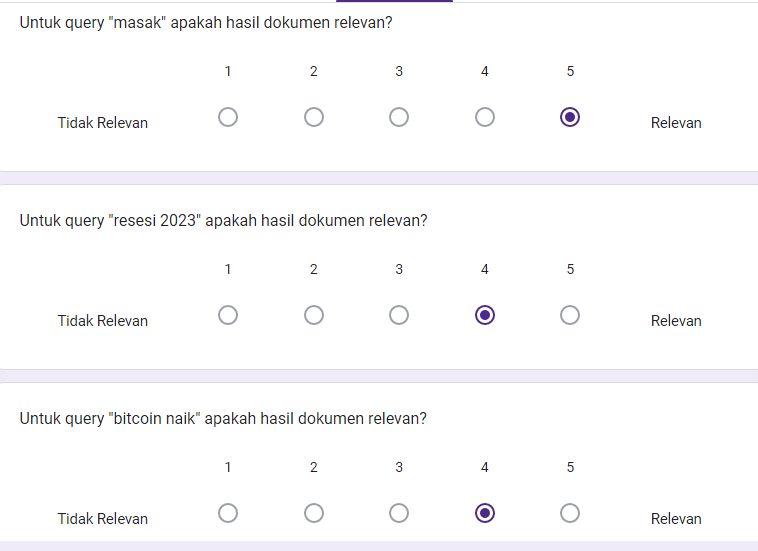 Untuk query "masak" apakah hasil dokumen relevan?
1 2 3 4 5
Tidak Relevan Relevan
Untuk query "resesi 2023" apakah hasil dokumen relevan?
1 2 3 4 5
Tidak Relevan Relevan
Untuk query "bitcoin naik" apakah hasil dokumen relevan?
1 2 3 4 5
Tidak Relevan Relevan